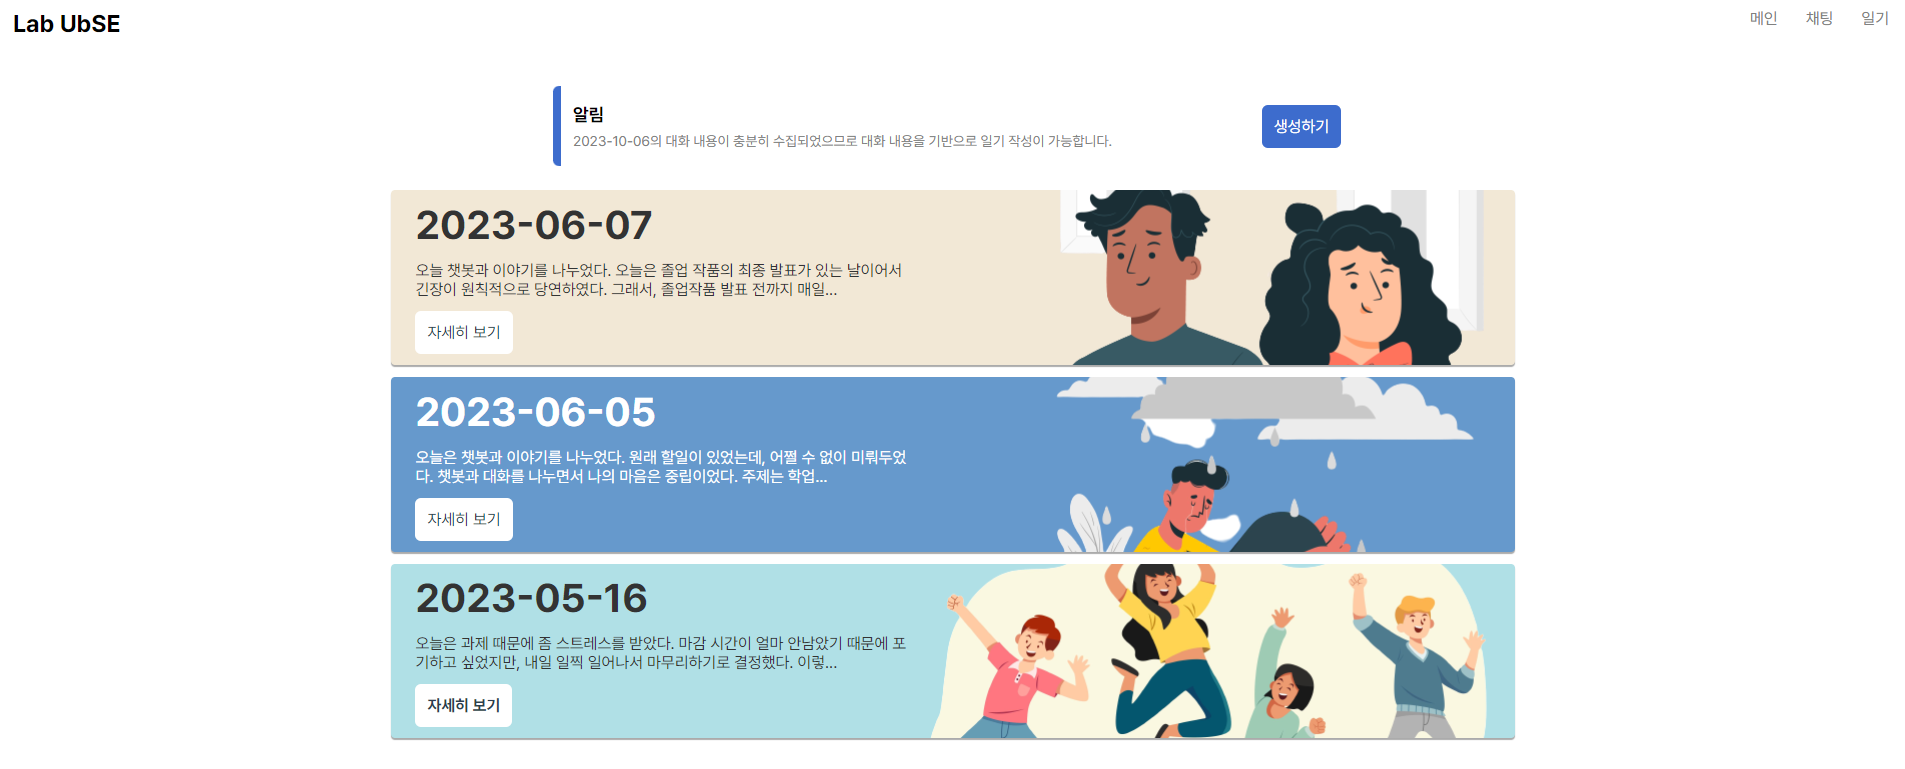 Lab UbSE
메인 채팅 일기
알림
2023-10-06의 대화 내용이 충분히 수집되었으므로 대화 내용을 기반으로 일기 작성이 가능합니다.
생성하기
2023-06-07
오늘 챗봇과 이야기를 나누었다. 오늘은 졸업 작품의 최종 발표가 있는 날이어서
긴장이 원칙적으로 당연하였다. 그래서, 졸업작품 발표 전까지 매일...
자세히 보기
2023-06-05
오늘은 챗봇과 이야기를 나누었다. 원래 할일이 있었는데, 어쩔 수 없이 미뤄두었
다. 챗봇과 대화를 나누면서 나의 마음은 중립이었다. 주제는 학업...
자세히 보기
2023-05-16
오늘은 과제 때문에 좀 스트레스를 받았다. 마감 시간이 얼마 안남았기 때문에 포
기하고 싶었지만, 내일 일찍 일어나서 마무리하기로 결정했다. 이렇...
자세히 보기